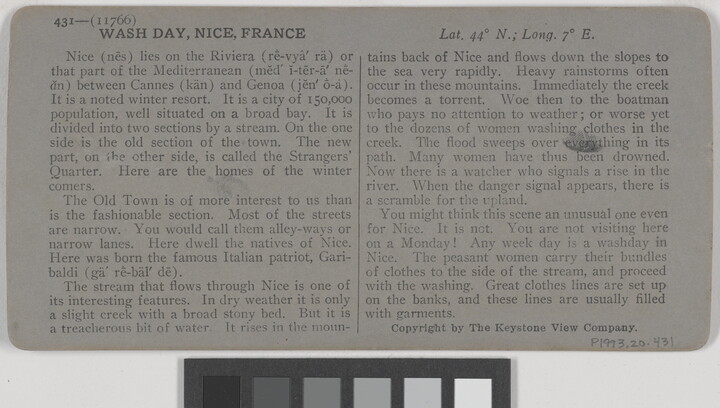 431—(11766)
WASH DAY, NICE, FRANCE
Lat. 44° N.; Long. 7° E.
Nice (nēs) lies on the Riviera (rê-vyä′ rä) or
that part of the Mediterranean (mĕd′ ĭ-tĕr-ā′ nê-
ăn) between Cannes (kän) and Genoa (jĕn′ ô-á).
It is a noted winter resort. It is a city of 150,000
population, well situated on a broad bay. It is
divided into two sections by a stream. On the one
side is the old section of the town. The new
part, on the other side, is called the Strangers'
Quarter. Here are the homes of the winter
comers.
The Old Town is of more interest to us than
is the fashionable section. Most of the streets
are narrow. You would call them alley-ways or
narrow lanes. Here dwell the natives of Nice.
Here was born the famous Italian patriot, Gari-
baldi (gä′ rê-bäl′ dē).
The stream that flows through Nice is one of
its interesting features. In dry weather it is only
a slight creek with a broad stony bed. But it is
a treacherous bit of water. It rises in the moun-
tains back of Nice and flows down the slopes to
the sea very rapidly. Heavy rainstorms often
occur in these mountains. Immediately the creek
becomes a torrent. Woe then to the boatman
who pays no attention to weather; or worse yet
to the dozens of women washing clothes in the
creek. The flood sweeps over everything in its
path. Many women have thus been drowned.
Now there is a watcher who signals a rise in the
river. When the danger signal appears, there is
a scramble for the upland.
You might think this scene an unusual one even
for Nice. It is not. You are not visiting here
on a Monday! Any week day is a washday in
Nice. The peasant women carry their bundles
of clothes to the side of the stream, and proceed
with the washing. Great clothes lines are set up
on the banks, and these lines are usually filled
with garments.
Copyright by The Keystone View Company.
P1993.20.431